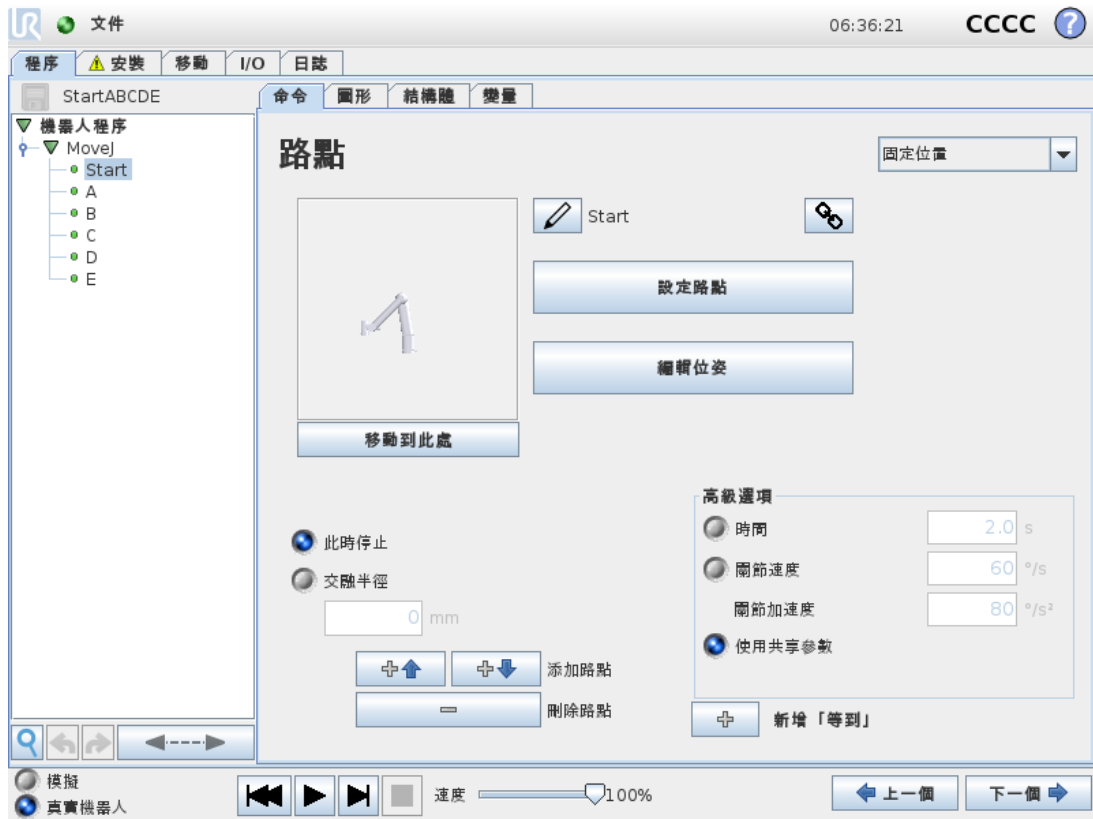 UR 文件 06:36:21 CCCC ?
程序 安裝 移動 I/O 日誌
StartABCDE
命令 圖形 結構體 變量
機器人程序
MoveJ
Start
A
B
C
D
E
路點
固定位置
Start
設定路點
編輯位姿
移動到此處
此時停止
交融半徑
0 mm
添加路點
刪除路點
高級選項
時間 2.0 s
關節速度 60 °/s
關節加速度 80 °/s²
使用共享參數
新增「等到」
模擬
真實機器人
速度 100%
上一個
下一個